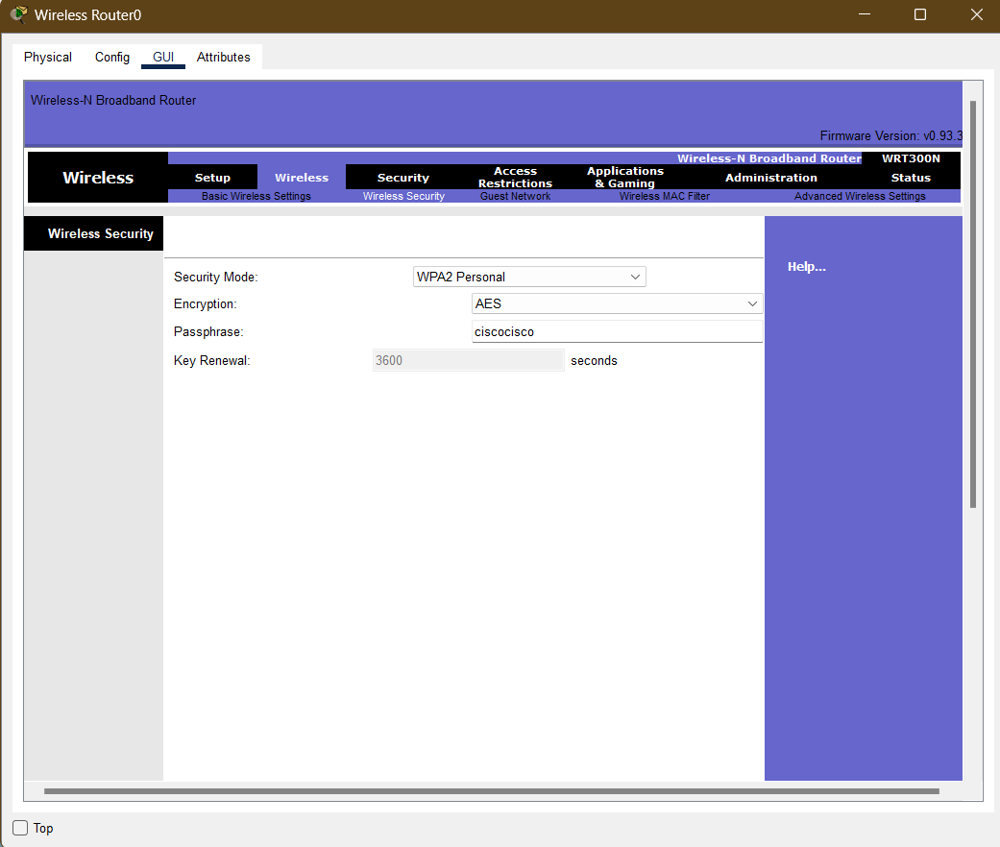 Wireless Router0
Physical Config GUI Attributes
Wireless-N Broadband Router
Firmware Version: v0.93.3
Wireless-N Broadband Router WRT300N
Wireless
Setup Wireless Security Access Restrictions Applications & Gaming Administration Status
Basic Wireless Settings Wireless Security Guest Network Wireless MAC Filter Advanced Wireless Settings
Wireless Security
Help...
Security Mode: WPA2 Personal
Encryption: AES
Passphrase: ciscocisco
Key Renewal: 3600 seconds
Top